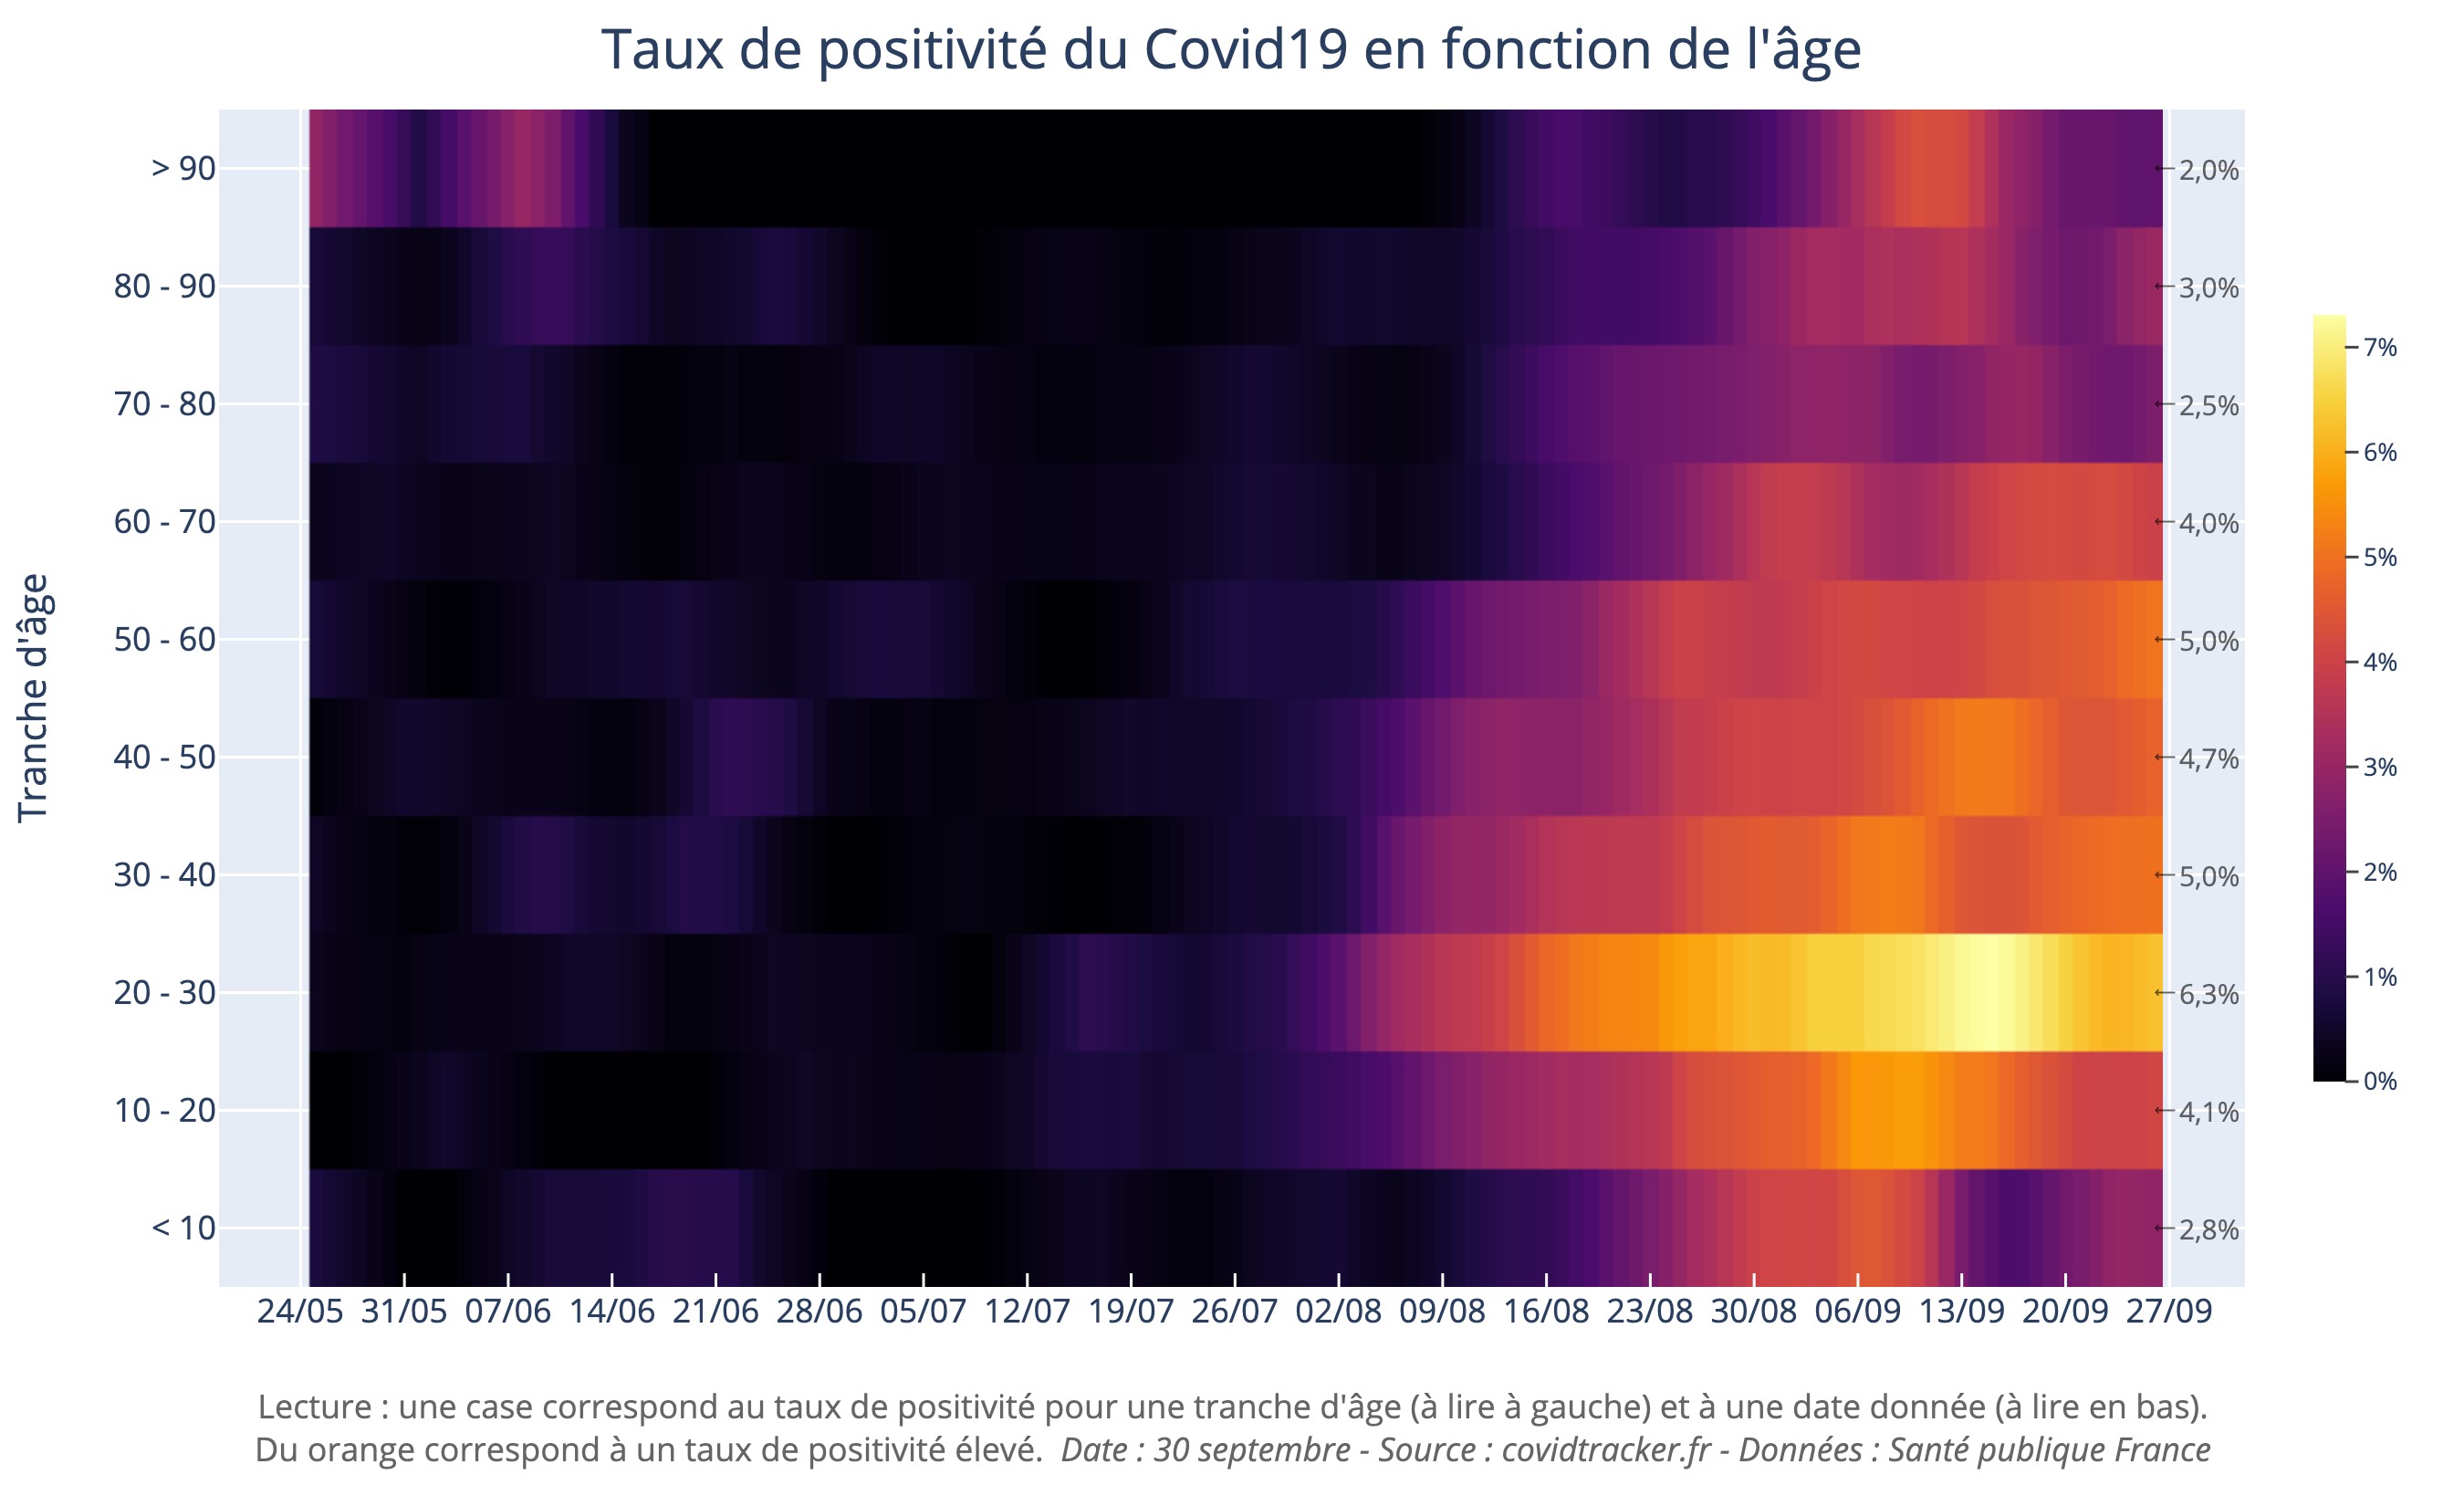 Taux de positivité du Covid19 en fonction de l'âge
Tranche d'âge
> 90
80 - 90
70 - 80
60 - 70
50 - 60
40 - 50
30 - 40
20 - 30
10 - 20
< 10
2,0%
3,0%
2,5%
4,0%
5,0%
4,7%
5,0%
6,3%
4,1%
2,8%
7%
6%
5%
4%
3%
2%
1%
0%
24/05 31/05 07/06 14/06 21/06 28/06 05/07 12/07 19/07 26/07 02/08 09/08 16/08 23/08 30/08 06/09 13/09 20/09 27/09
Lecture : une case correspond au taux de positivité pour une tranche d'âge (à lire à gauche) et à une date donnée (à lire en bas).
Du orange correspond à un taux de positivité élevé. Date : 30 septembre - Source : covidtracker.fr - Données : Santé publique France